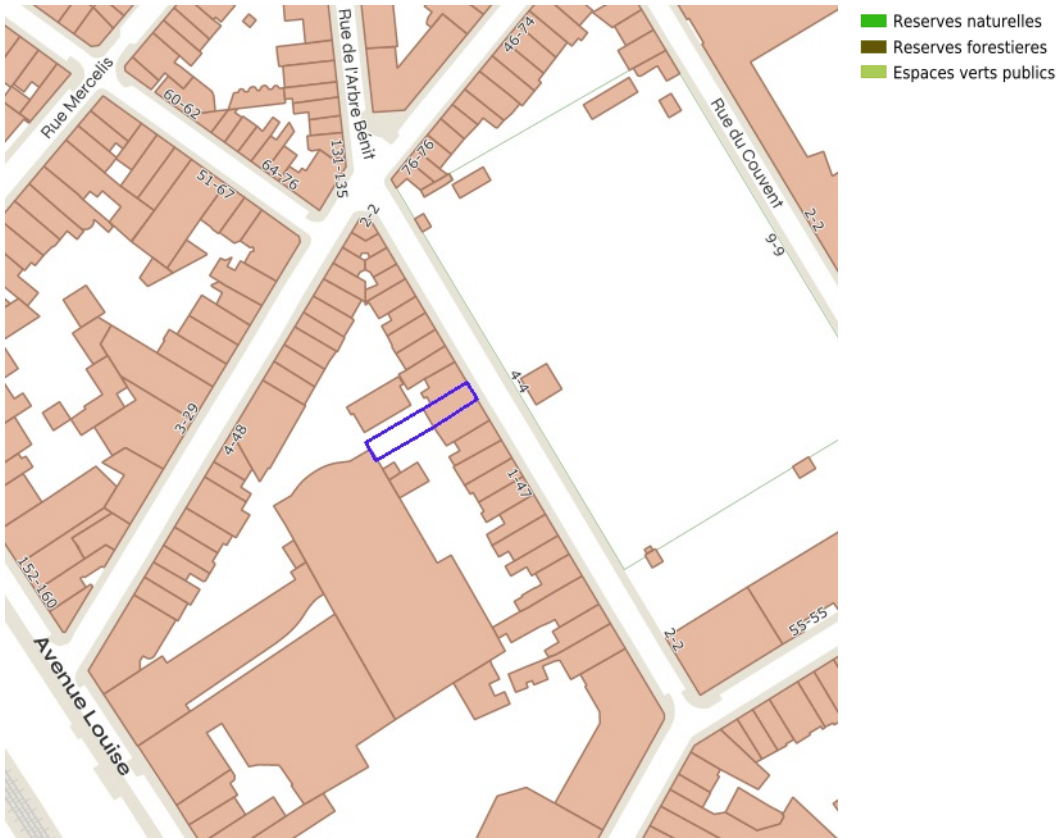 Rue Mercelis
Rue de l'Arbre Bénit
46-74
Reserves naturelles
Reserves forestieres
Espaces verts publics
60-62
64-76
51-67
131-135
76-76
Rue du Couvent
2-2
9-9
2-2
4-4
3-29
4-48
1-47
152-160
Avenue Louise
2-2
55-55